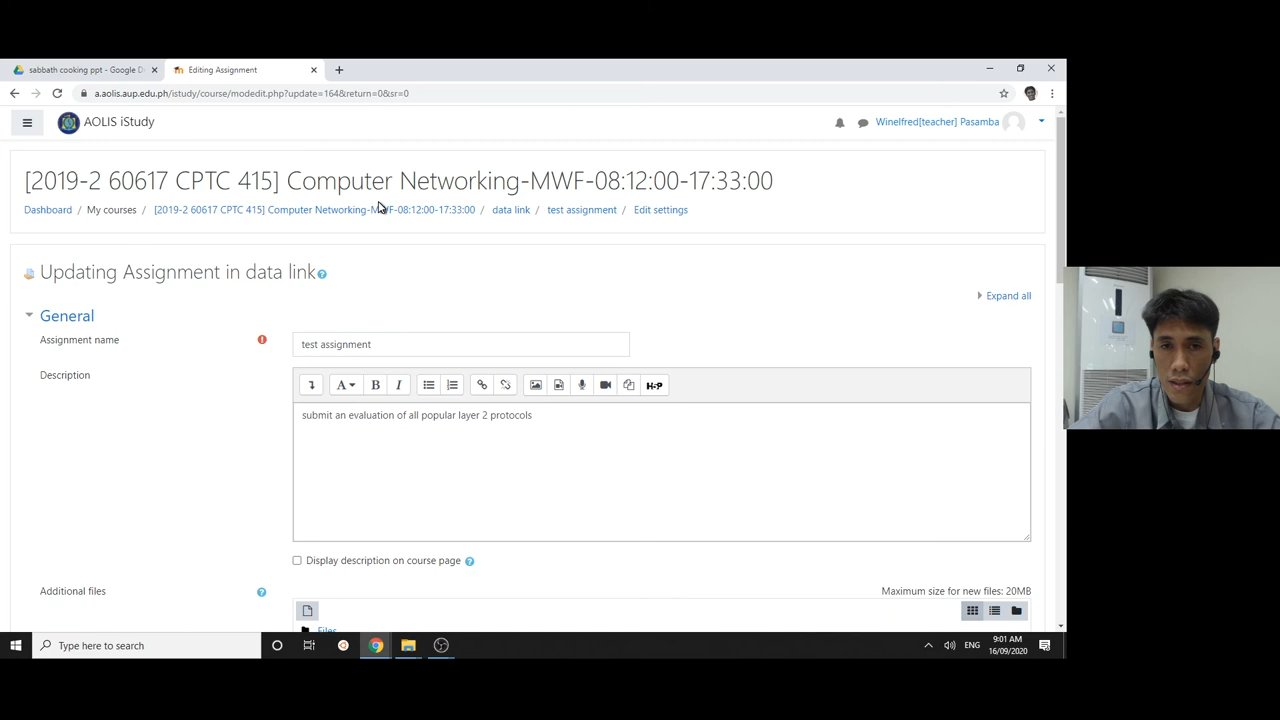 sabbath cooking ppt - Google D
Editing Assignment
a.aolis.aup.edu.ph/istudy/course/modedit.php?update=164&return=0&sr=0
AOLIS iStudy
Winelfred[teacher] Pasamba
[2019-2 60617 CPTC 415] Computer Networking-MWF-08:12:00-17:33:00
Dashboard / My courses / [2019-2 60617 CPTC 415] Computer Networking-MWF-08:12:00-17:33:00 / data link / test assignment / Edit settings
Updating Assignment in data link
Expand all
General
Assignment name
test assignment
Description
A B I H-P
submit an evaluation of all popular layer 2 protocols
Display description on course page
Additional files
Maximum size for new files: 20MB
Files
Type here to search
ENG
9:01 AM
16/09/2020